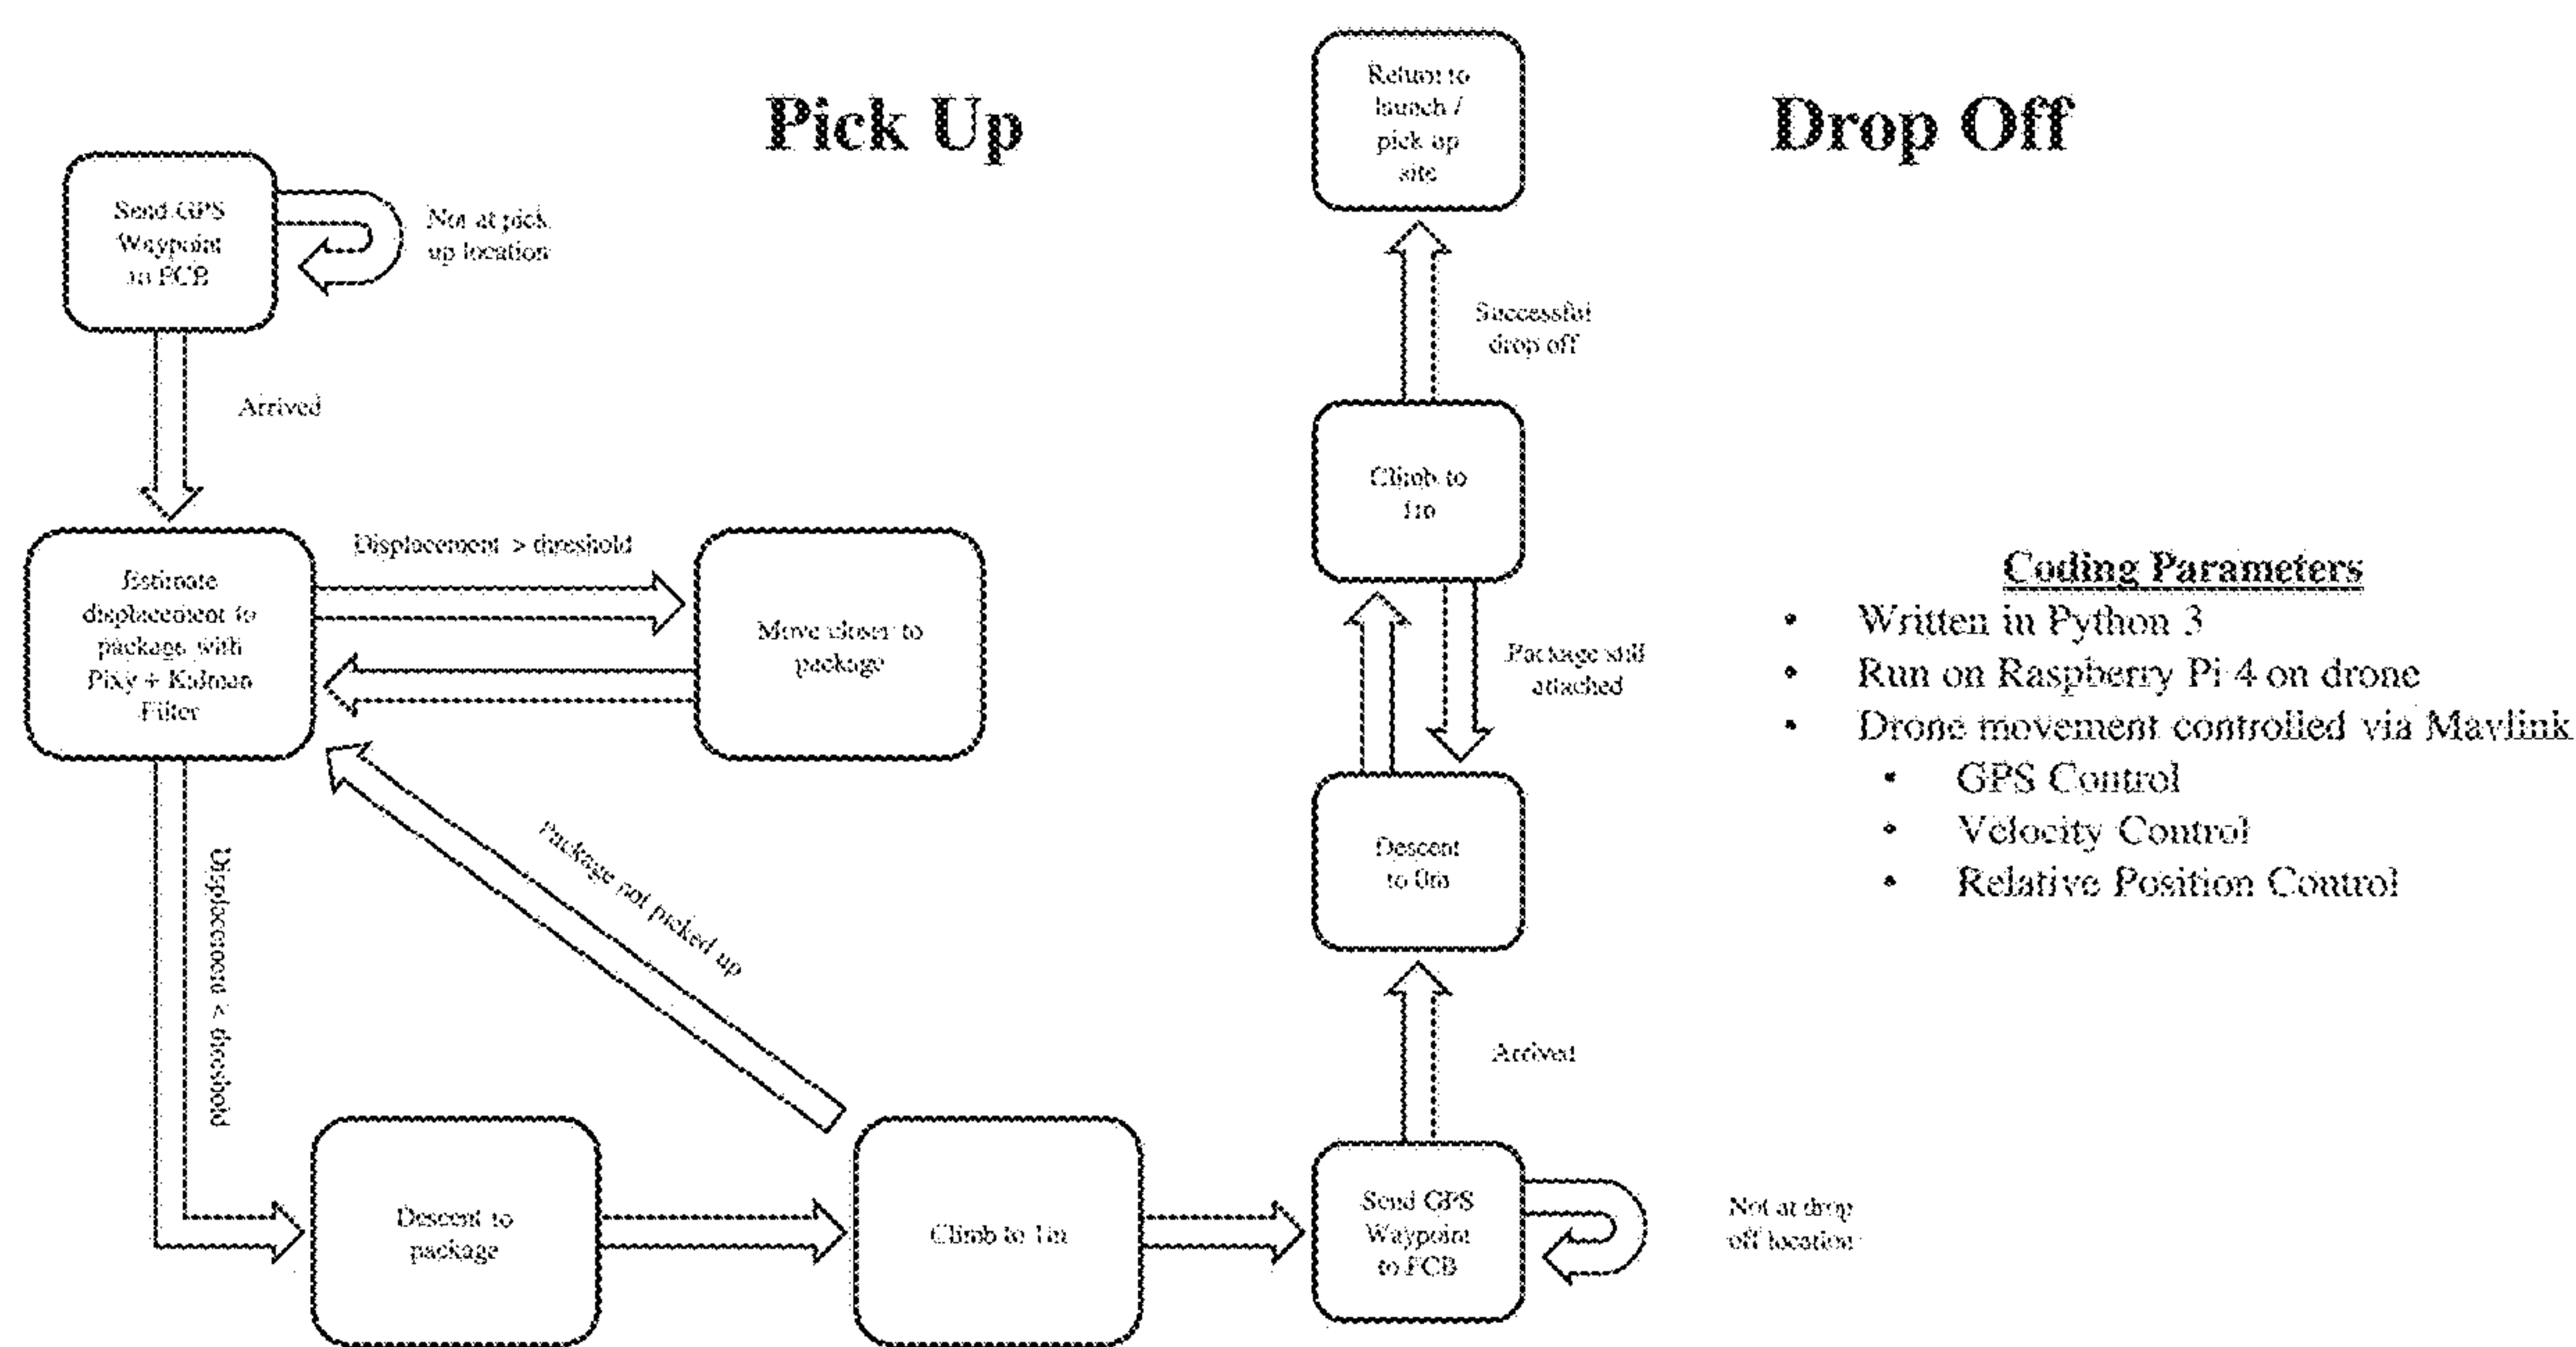 Pick Up
Send GPS
Waypoint
to FCB
Not at pick
up location
Arrived
Estimate
displacement to
package with
Pixy + Kalman
Filter
Displacement > threshold
Move closer to
package
Displacement < threshold
Package not picked up
Descent to
package
Climb to 1m
Drop Off
Return to
launch /
pick up
site
Successful
drop off
Climb to
1m
Package still
attached
Descent
to 0m
Arrived
Send GPS
Waypoint
to FCB
Not at drop
off location
Coding Parameters
• Written in Python 3
• Run on Raspberry Pi 4 on drone
• Drone movement controlled via Mavlink
• GPS Control
• Velocity Control
• Relative Position Control